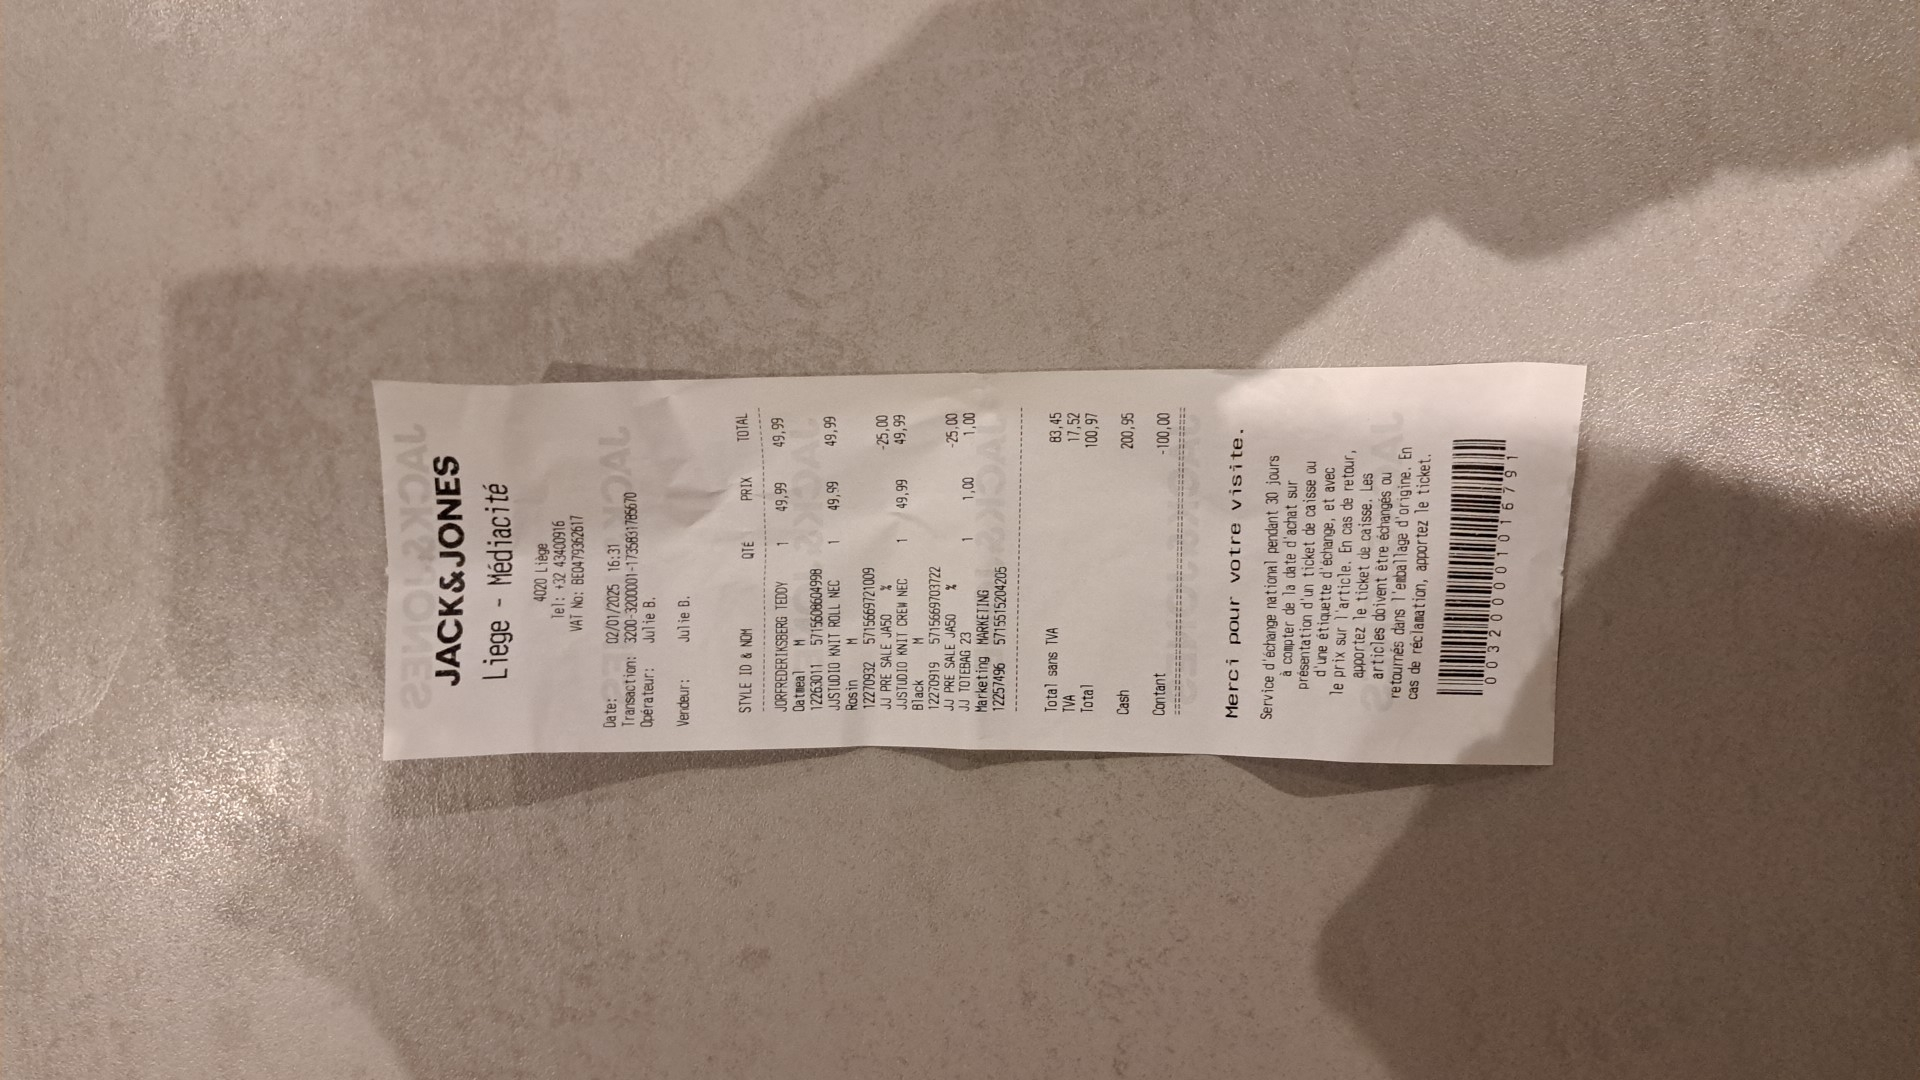 JACK&JONES
Liege - Médiacité
4020 Liège
Tel: +32 43400916
VAT No: BE0479362617
Date: 02/01/2025 16:31
Transaction: 3200-3200001-1735831785670
Opérateur: Julie B.
Vendeur: Julie B.
STYLE ID & NOM QTE PRIX TOTAL
JORFREDERIKSBERG TEDDY 1 49,99 49,99
Oatmeal M
12263011 5715608604998
JJSTUDIO KNIT ROLL NEC 1 49,99 49,99
Rosin M
12270932 5715669721009
JJ PRE SALE JA50 % -25,00
JJSTUDIO KNIT CREW NEC 1 49,99 49,99
Black M
12270919 5715669703722
JJ PRE SALE JA50 % -25,00
JJ TOTEBAG 23 1 1,00 1,00
Marketing MARKETING
12257496 5715515204205
Total sans TVA 83,45
TVA 17,52
Total 100,97
Cash 200,95
Contant -100,00
Merci pour votre visite.
Service d'échange national pendant 30 jours
à compter de la date d'achat sur
présentation d'un ticket de caisse ou
d'une étiquette d'échange, et avec
le prix sur l'article. En cas de retour,
apportez le ticket de caisse. Les
articles doivent être échangés ou
retournés dans l'emballage d'origine. En
cas de réclamation, apportez le ticket.
0032000001016791